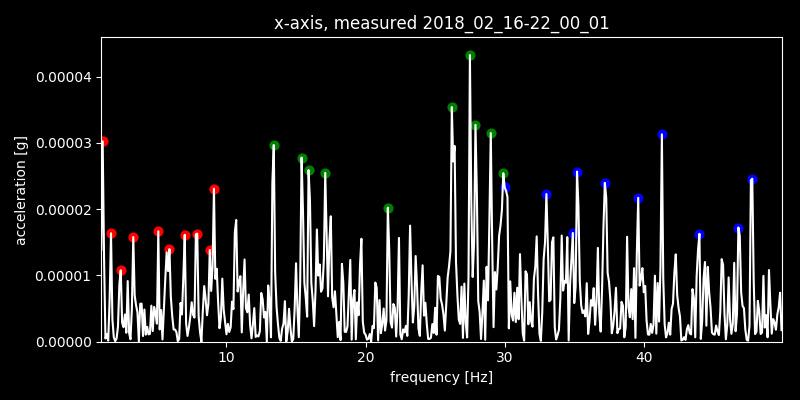 x-axis, measured 2018_02_16-22_00_01
0.00004
0.00003
0.00002
0.00001
0.00000
acceleration [g]
10 20 30 40
frequency [Hz]